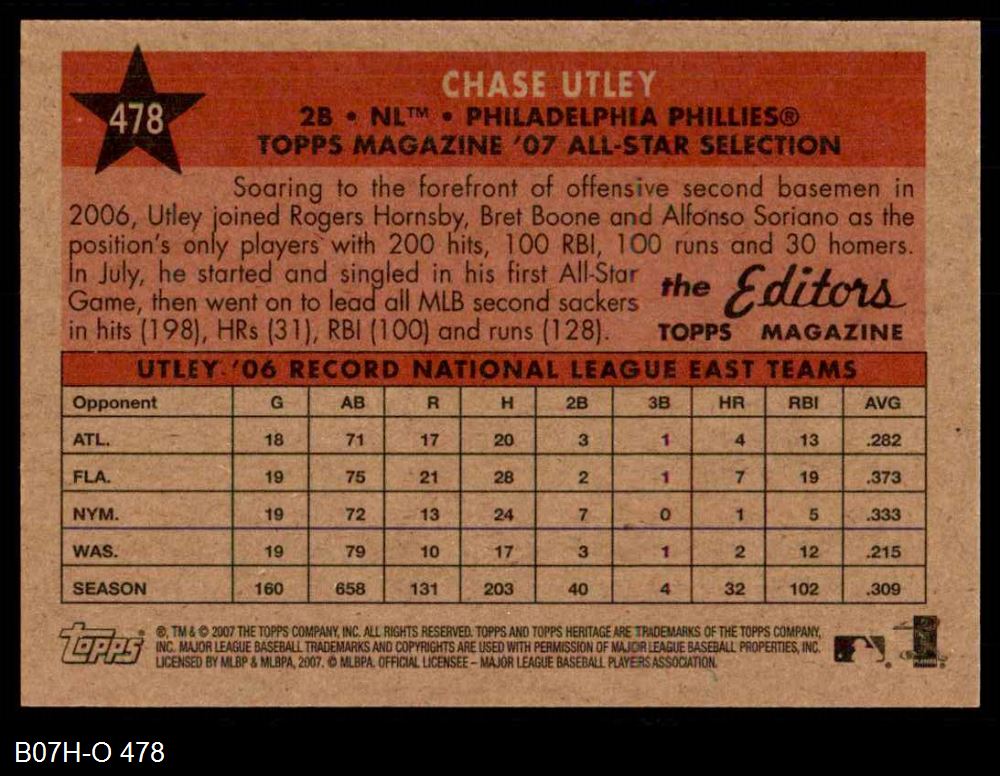 478
CHASE UTLEY
2B • NL™ • PHILADELPHIA PHILLIES®
TOPPS MAGAZINE '07 ALL-STAR SELECTION
Soaring to the forefront of offensive second basemen in
2006, Utley joined Rogers Hornsby, Bret Boone and Alfonso Soriano as the
position's only players with 200 hits, 100 RBI, 100 runs and 30 homers.
In July, he started and singled in his first All-Star
Game, then went on to lead all MLB second sackers
in hits (198), HRs (31), RBI (100) and runs (128).
the Editors
TOPPS MAGAZINE
UTLEY '06 RECORD NATIONAL LEAGUE EAST TEAMS
Opponent G AB R H 2B 3B HR RBI AVG
ATL. 18 71 17 20 3 1 4 13 .282
FLA. 19 75 21 28 2 1 7 19 .373
NYM. 19 72 13 24 7 0 1 5 .333
WAS. 19 79 10 17 3 1 2 12 .215
SEASON 160 658 131 203 40 4 32 102 .309
topps
®, TM & © 2007 THE TOPPS COMPANY, INC. ALL RIGHTS RESERVED. TOPPS AND TOPPS HERITAGE ARE TRADEMARKS OF THE TOPPS COMPANY,
INC. MAJOR LEAGUE BASEBALL TRADEMARKS AND COPYRIGHTS ARE USED WITH PERMISSION OF MAJOR LEAGUE BASEBALL PROPERTIES, INC.
LICENSED BY MLBP & MLBPA, 2007. © MLBPA. OFFICIAL LICENSEE – MAJOR LEAGUE BASEBALL PLAYERS ASSOCIATION.
B07H-O 478